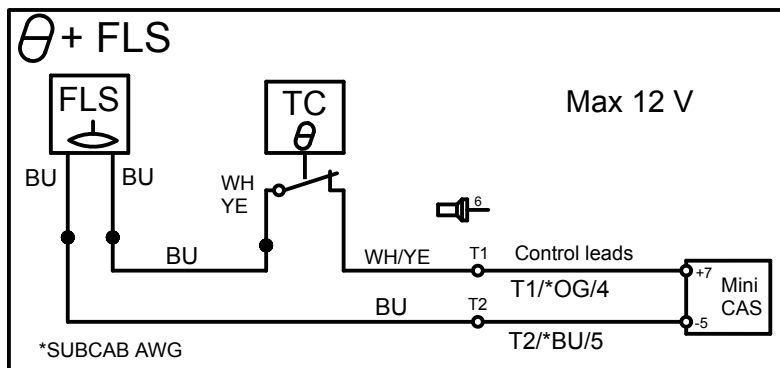 θ + FLS
FLS
TC
θ
Max 12 V
BU
BU
WH
YE
6
BU
WH/YE
T1
Control leads
+7
T1/*OG/4
Mini
CAS
BU
T2
-5
T2/*BU/5
*SUBCAB AWG